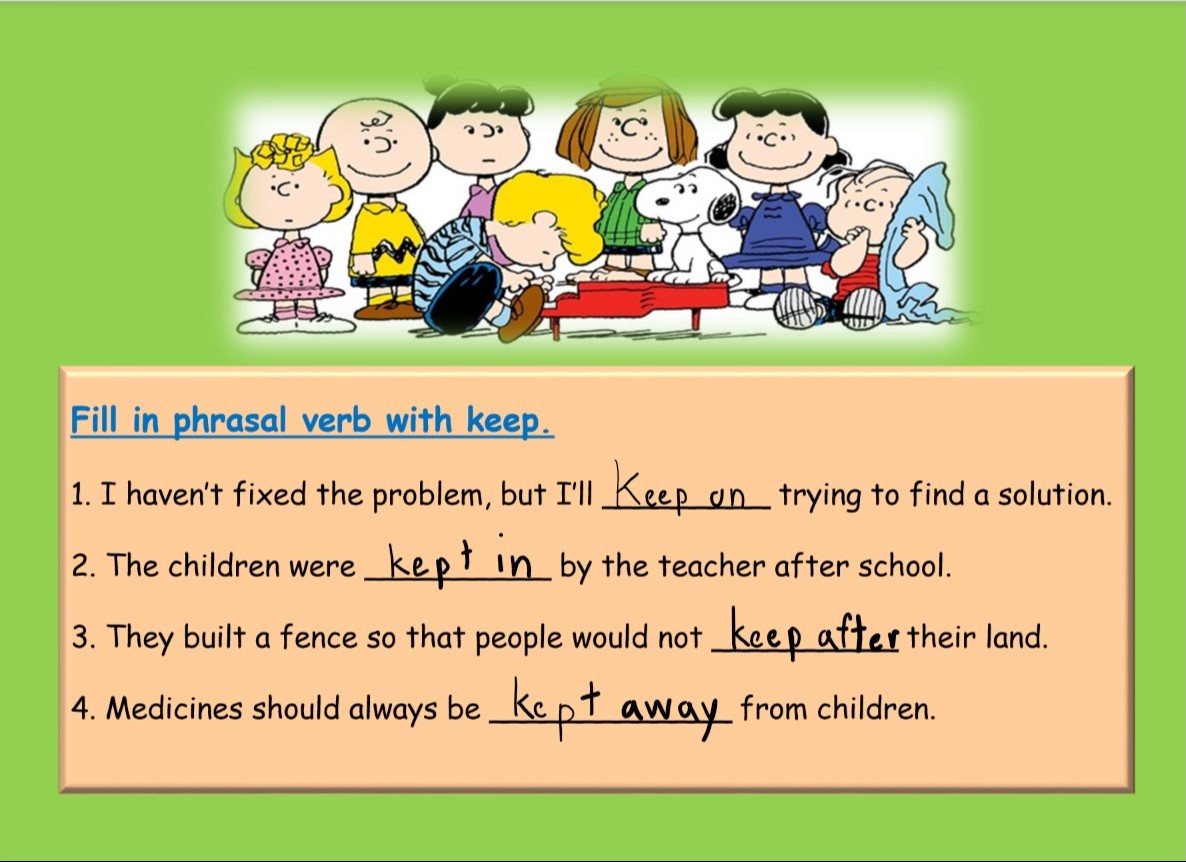 Fill in phrasal verb with keep.
1. I haven't fixed the problem, but I'll Keep on trying to find a solution.
2. The children were kept in by the teacher after school.
3. They built a fence so that people would not keep after their land.
4. Medicines should always be kept away from children.